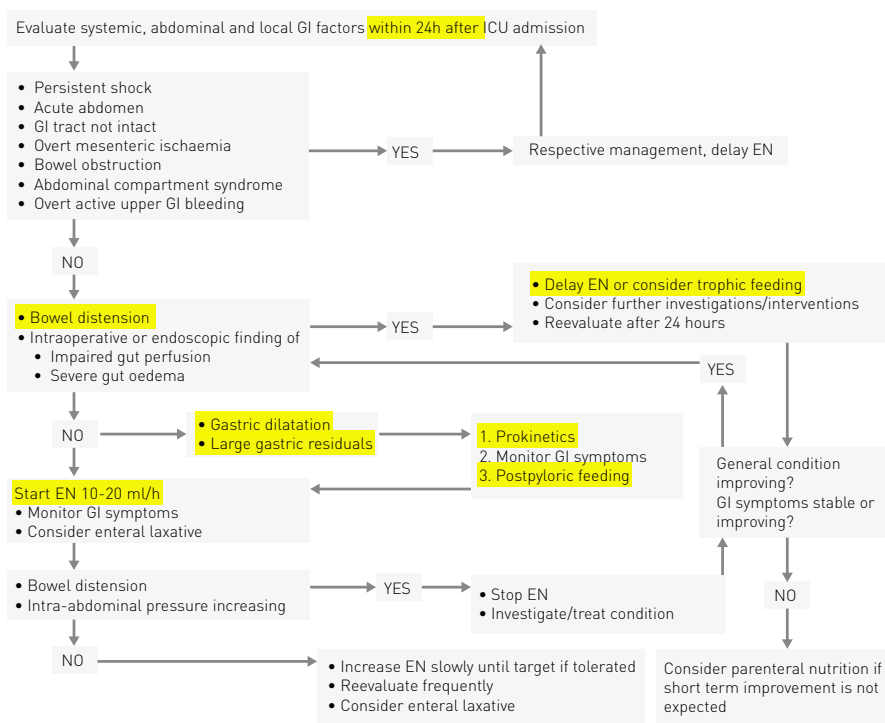 Evaluate systemic, abdominal and local GI factors within 24h after ICU admission
• Persistent shock
• Acute abdomen
• GI tract not intact
• Overt mesenteric ischaemia
• Bowel obstruction
• Abdominal compartment syndrome
• Overt active upper GI bleeding
YES
Respective management, delay EN
NO
• Bowel distension
• Intraoperative or endoscopic finding of
• Impaired gut perfusion
• Severe gut oedema
YES
• Delay EN or consider trophic feeding
• Consider further investigations/interventions
• Reevaluate after 24 hours
YES
NO
• Gastric dilatation
• Large gastric residuals
1. Prokinetics
2. Monitor GI symptoms
3. Postpyloric feeding
General condition
improving?
GI symptoms stable or
improving?
Start EN 10-20 ml/h
• Monitor GI symptoms
• Consider enteral laxative
• Bowel distension
• Intra-abdominal pressure increasing
YES
• Stop EN
• Investigate/treat condition
NO
NO
• Increase EN slowly until target if tolerated
• Reevaluate frequently
• Consider enteral laxative
Consider parenteral nutrition if
short term improvement is not
expected